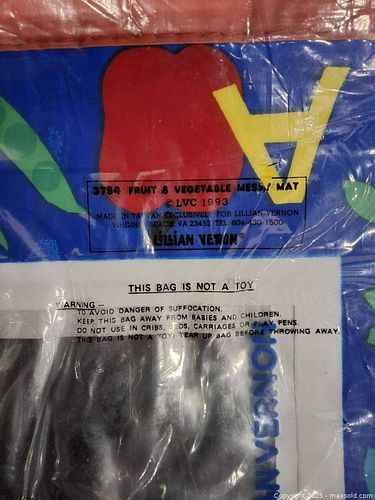 A
3754 FRUIT & VEGETABLE MESSY MAT
© LVC 1993
MADE IN TAIWAN EXCLUSIVELY FOR LILLIAN VERNON
VIRGINIA BEACH VA 23452 TEL 804-430-1500
LILLIAN VERNON®
THIS BAG IS NOT A TOY
WARNING –
TO AVOID DANGER OF SUFFOCATION.
KEEP THIS BAG AWAY FROM BABIES AND CHILDREN.
DO NOT USE IN CRIBS, BEDS, CARRIAGES OR PLAY PENS.
THIS BAG IS NOT A TOY. TEAR UP BAG BEFORE THROWING AWAY.
NVERNON
Copyright 2025 - maxsold.com